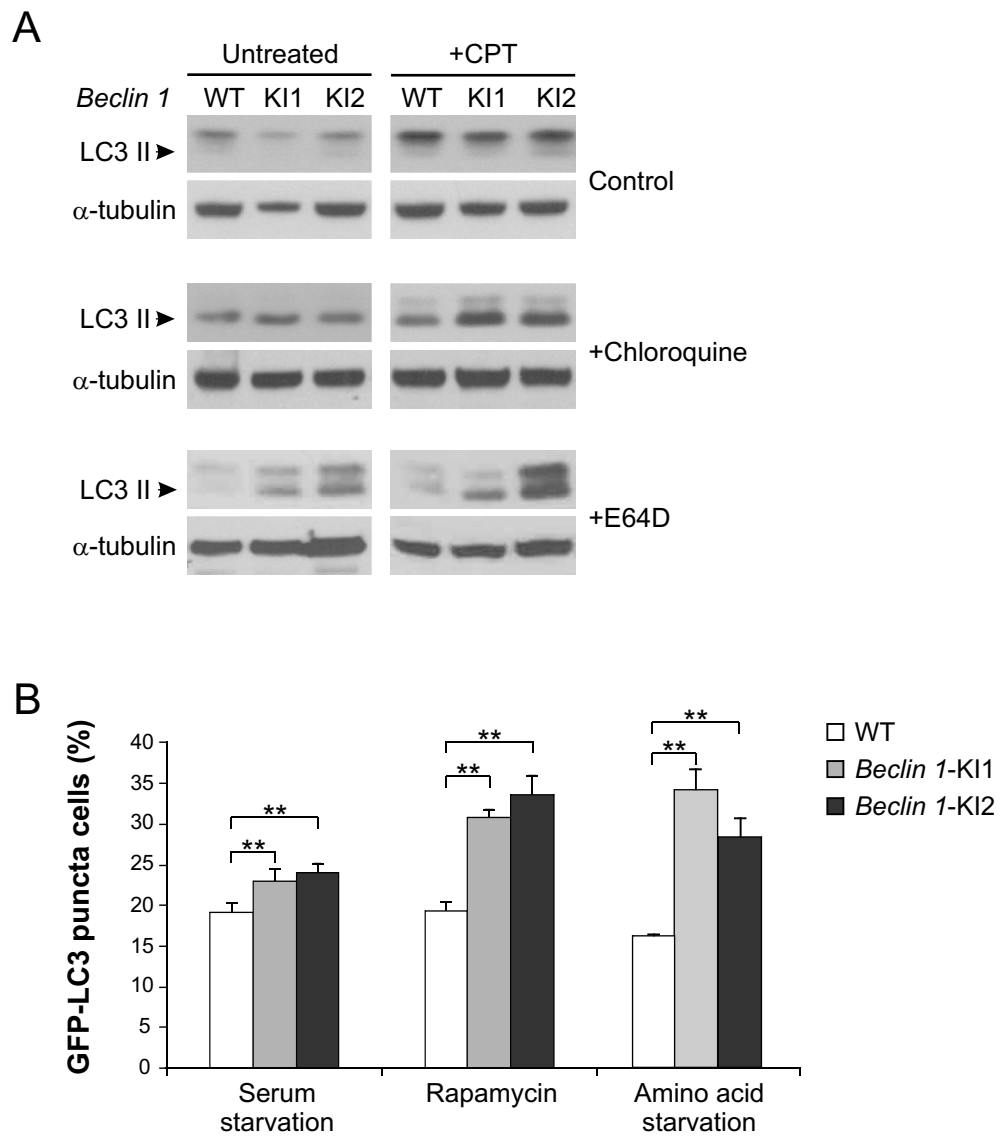 A
Untreated +CPT
Beclin 1 WT KI1 KI2 WT KI1 KI2
LC3 II
Control
α-tubulin
LC3 II
+Chloroquine
α-tubulin
LC3 II
+E64D
α-tubulin
B
GFP-LC3 puncta cells (%)
40
35
30
25
20
15
10
5
0
** **
** **
** **
WT
Beclin 1-KI1
Beclin 1-KI2
Serum starvation
Rapamycin
Amino acid starvation